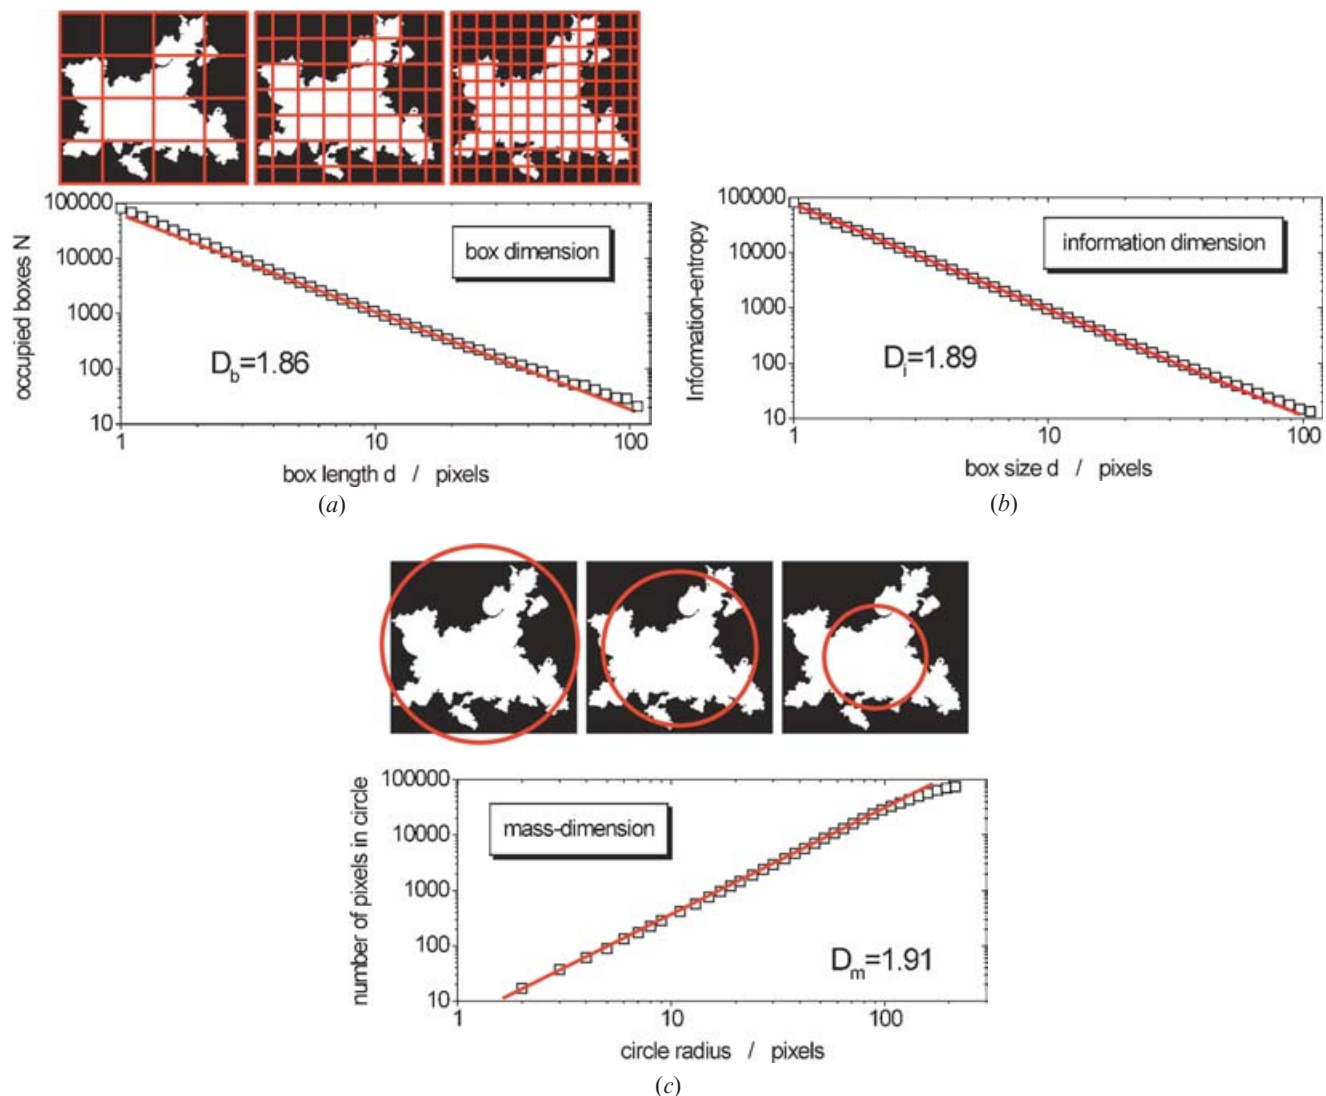 100000
10000
1000
100
10
occupied boxes N
box dimension
D_b=1.86
1
10
100
box length d / pixels
(a)
100000
10000
1000
100
10
Information-entropy
information dimension
D_i=1.89
1
10
100
box size d / pixels
(b)
100000
10000
1000
100
10
number of pixels in circle
mass-dimension
D_m=1.91
1
10
100
circle radius / pixels
(c)